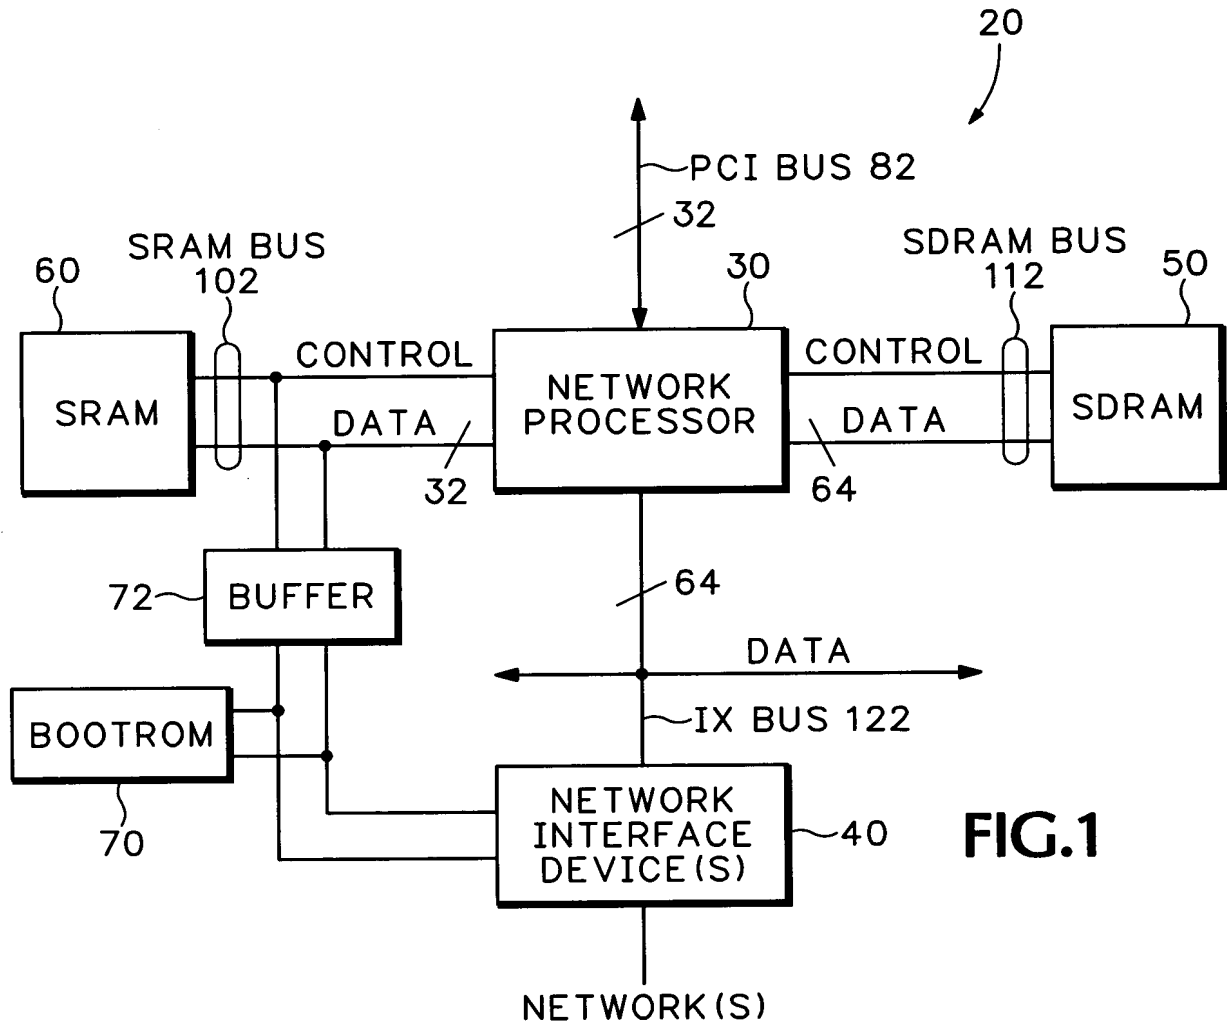 20
PCI BUS 82
32
SRAM BUS
102
SDRAM BUS
112
60
30
50
SRAM
CONTROL
DATA
32
NETWORK
PROCESSOR
CONTROL
DATA
64
SDRAM
72
BUFFER
64
DATA
IX BUS 122
BOOTROM
70
NETWORK
INTERFACE
DEVICE(S)
40
FIG.1
NETWORK(S)